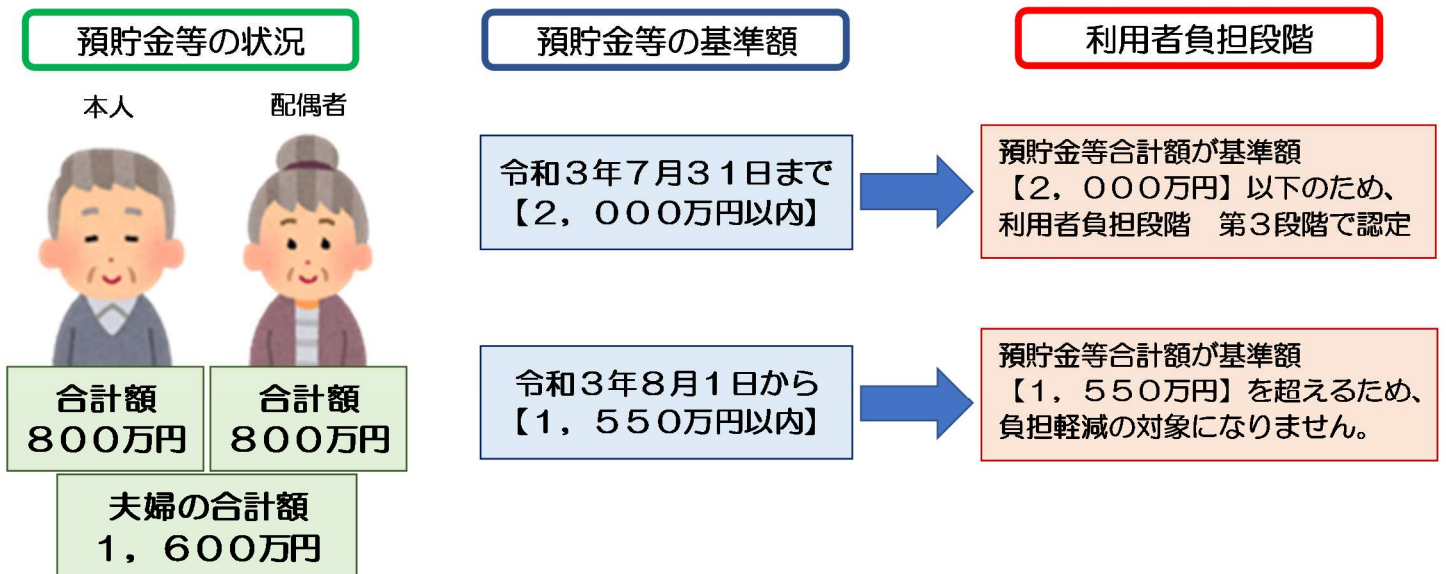 預貯金等の状況
預貯金等の基準額
利用者負担段階
本人
配偶者
合計額
800万円
合計額
800万円
夫婦の合計額
1,600万円
令和3年7月31日まで
【2,000万円以内】
預貯金等合計額が基準額
【2,000万円】以下のため、
利用者負担段階　第3段階で認定
令和3年8月1日から
【1,550万円以内】
預貯金等合計額が基準額
【1,550万円】を超えるため、
負担軽減の対象になりません。